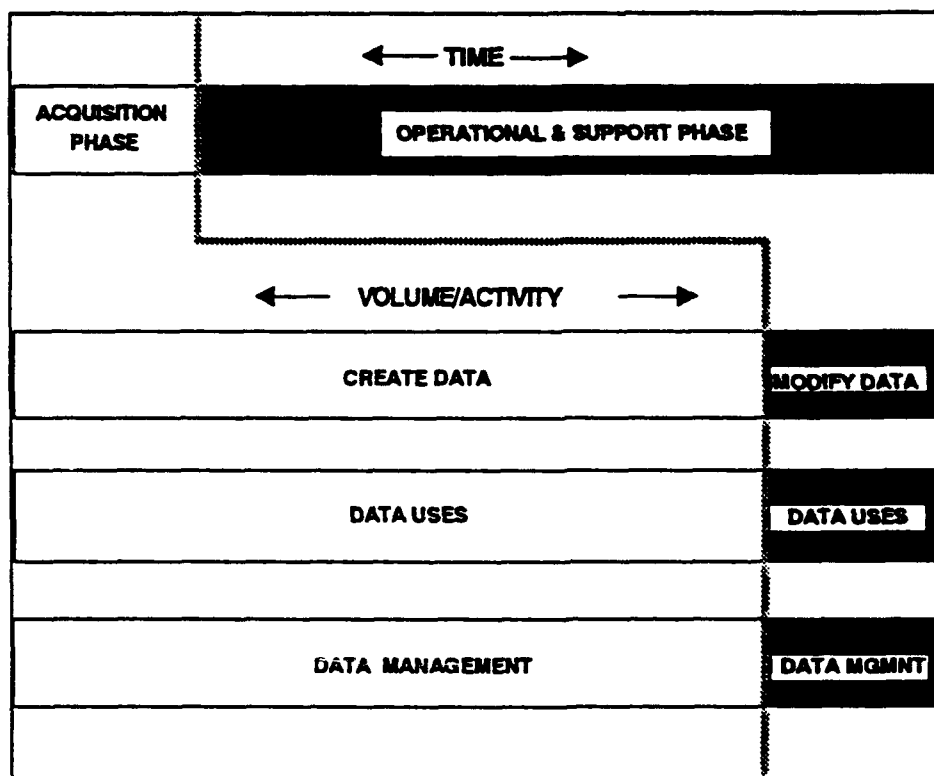 TIME
ACQUISITION
PHASE
OPERATIONAL & SUPPORT PHASE
VOLUME/ACTIVITY
CREATE DATA
MODIFY DATA
DATA USES
DATA USES
DATA MANAGEMENT
DATA MGMNT